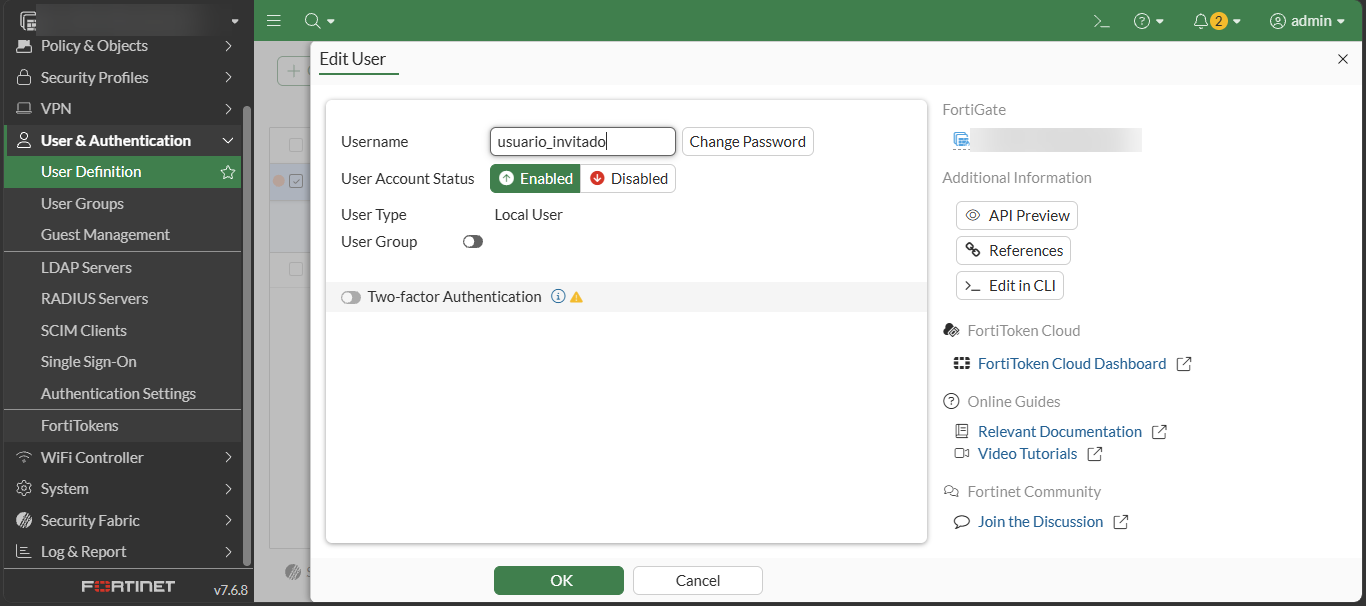 2
admin
Policy & Objects
Security Profiles
VPN
User & Authentication
User Definition
User Groups
Guest Management
LDAP Servers
RADIUS Servers
SCIM Clients
Single Sign-On
Authentication Settings
FortiTokens
WiFi Controller
System
Security Fabric
Log & Report
FORTINET
v7.6.8
Edit User
Username
usuario_invitado
Change Password
User Account Status
Enabled
Disabled
User Type
Local User
User Group
Two-factor Authentication
OK
Cancel
FortiGate
Additional Information
API Preview
References
>_ Edit in CLI
FortiToken Cloud
FortiToken Cloud Dashboard
Online Guides
Relevant Documentation
Video Tutorials
Fortinet Community
Join the Discussion